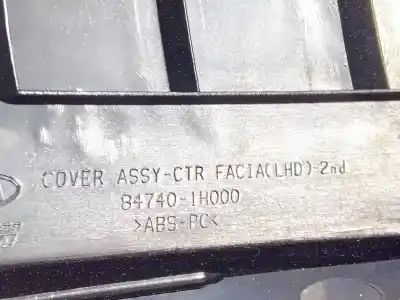 COVER ASSY-CTR FACIA(LHD)-2nd
84740-1H000
>ABS+PC<